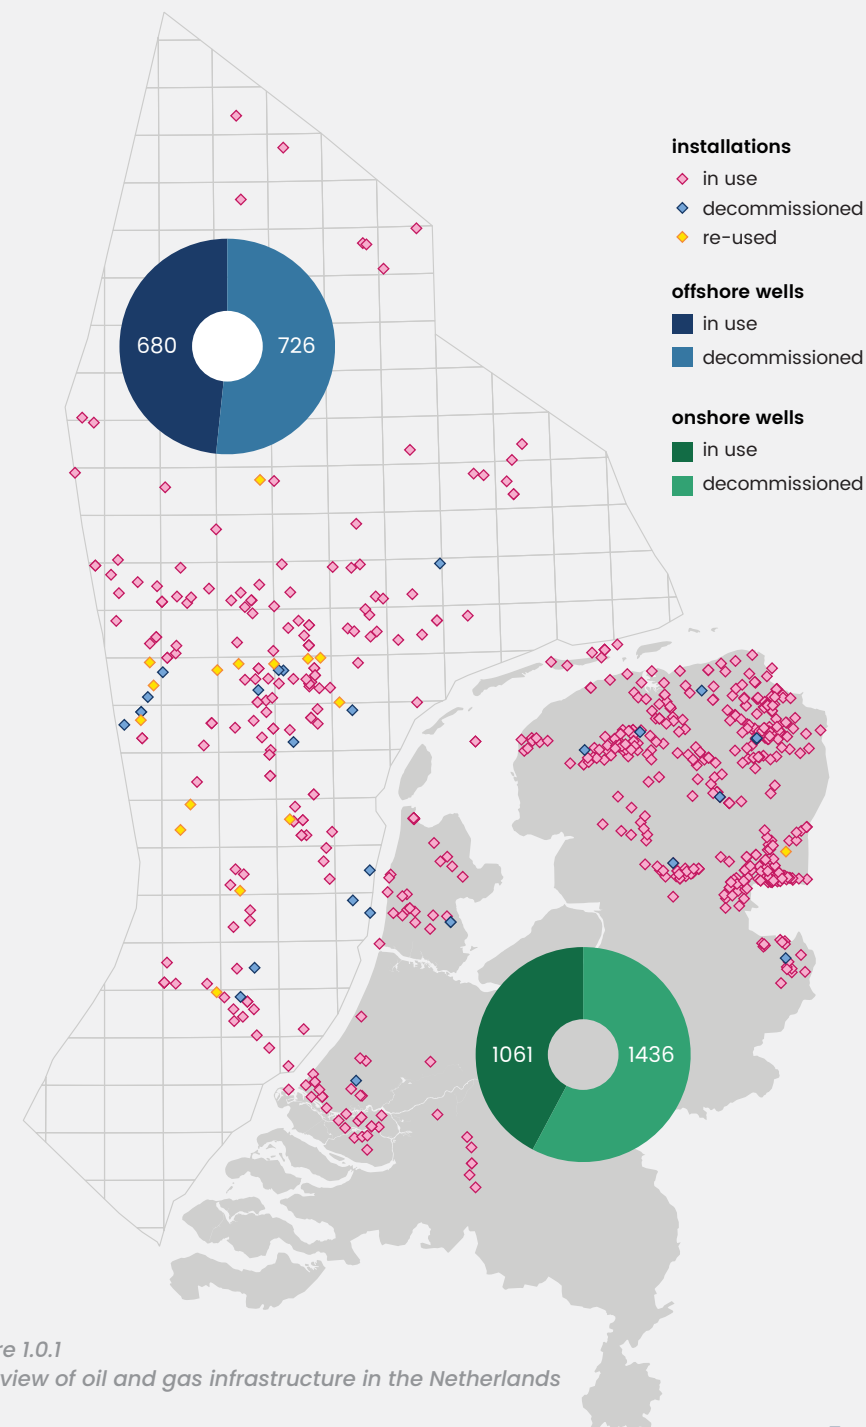 installations
in use
decommissioned
re-used
offshore wells
in use
decommissioned
onshore wells
in use
decommissioned
680 726
1061 1436
re 1.0.1
view of oil and gas infrastructure in the Netherlands